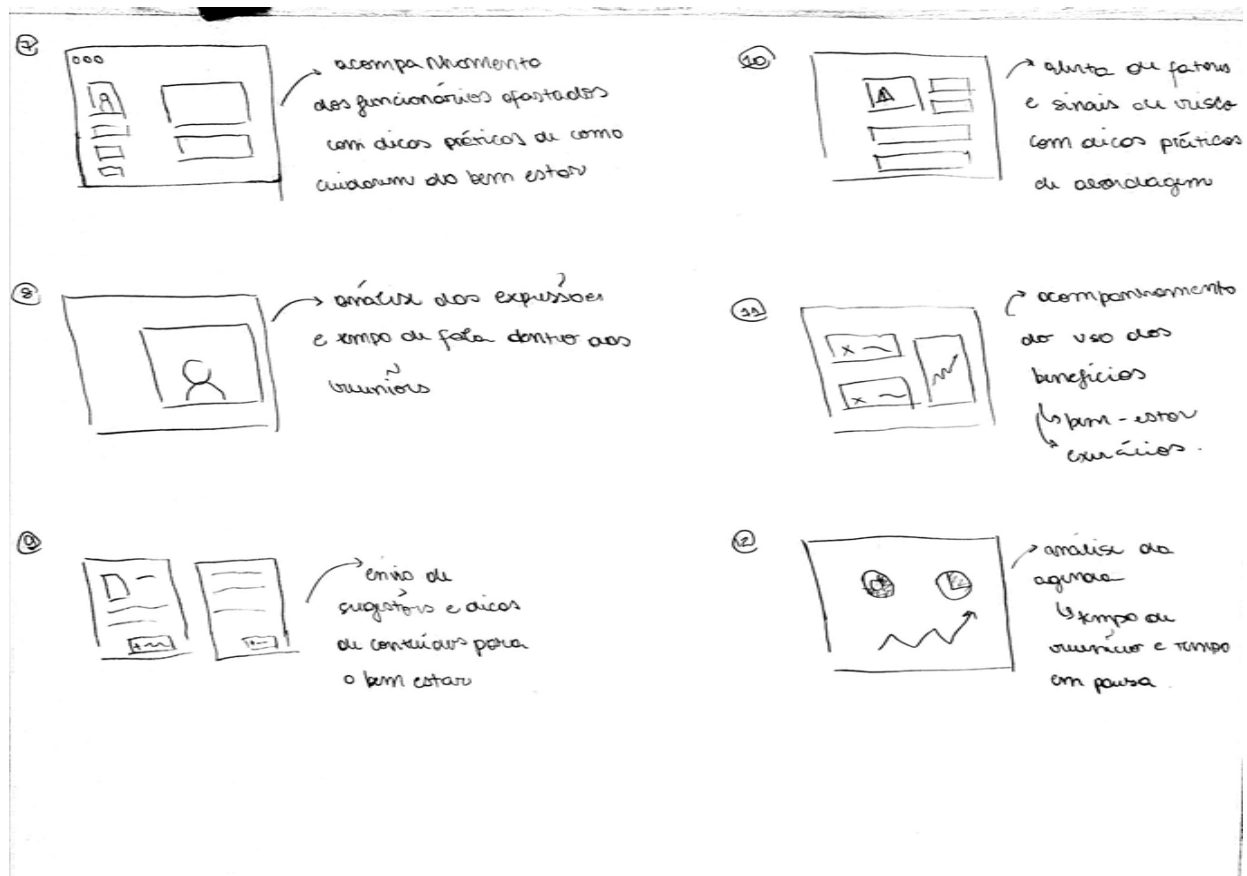 7
acompanhamento
dos funcionários afastados
com dicas práticas de como
cuidarem do bem estar
8
análise das expressões
e tempo de fala dentro das
reuniões
9
envio de
sugestões e dicas
de conteúdos para
o bem estar
10
alerta de fatores
e sinais de risco
com dicas práticas
de abordagem
11
acompanhamento
do uso dos
benefícios
bem-estar
exercícios.
12
análise da
agenda
tempo de
reunião e tempo
em pausa